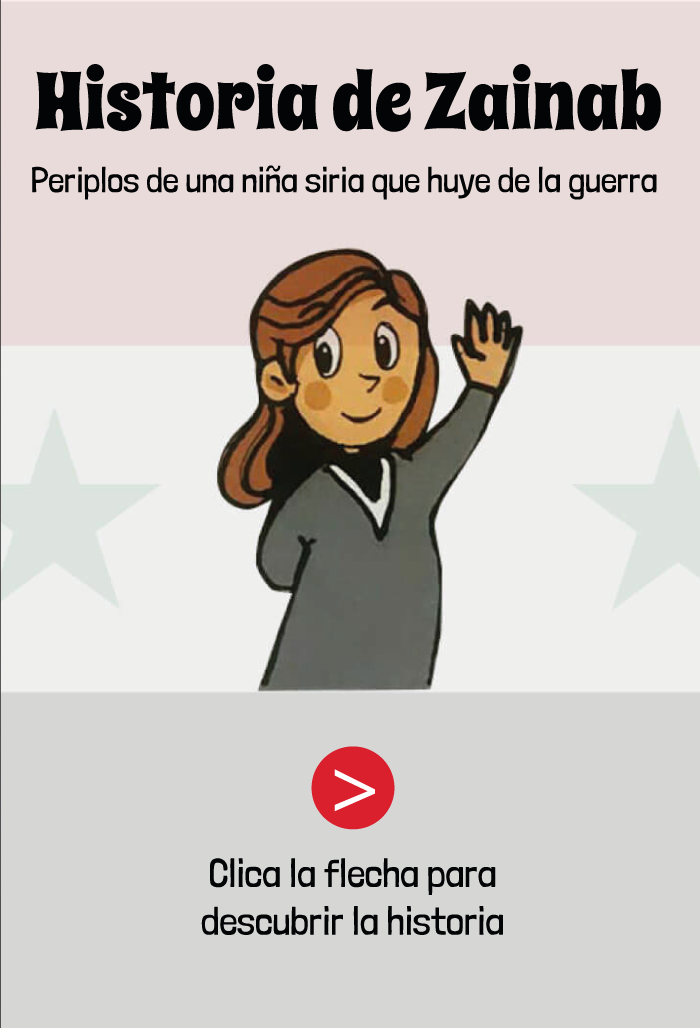 Historia de Zainab
Periplos de una niña siria que huye de la guerra
>
Clica la flecha para
descubrir la historia